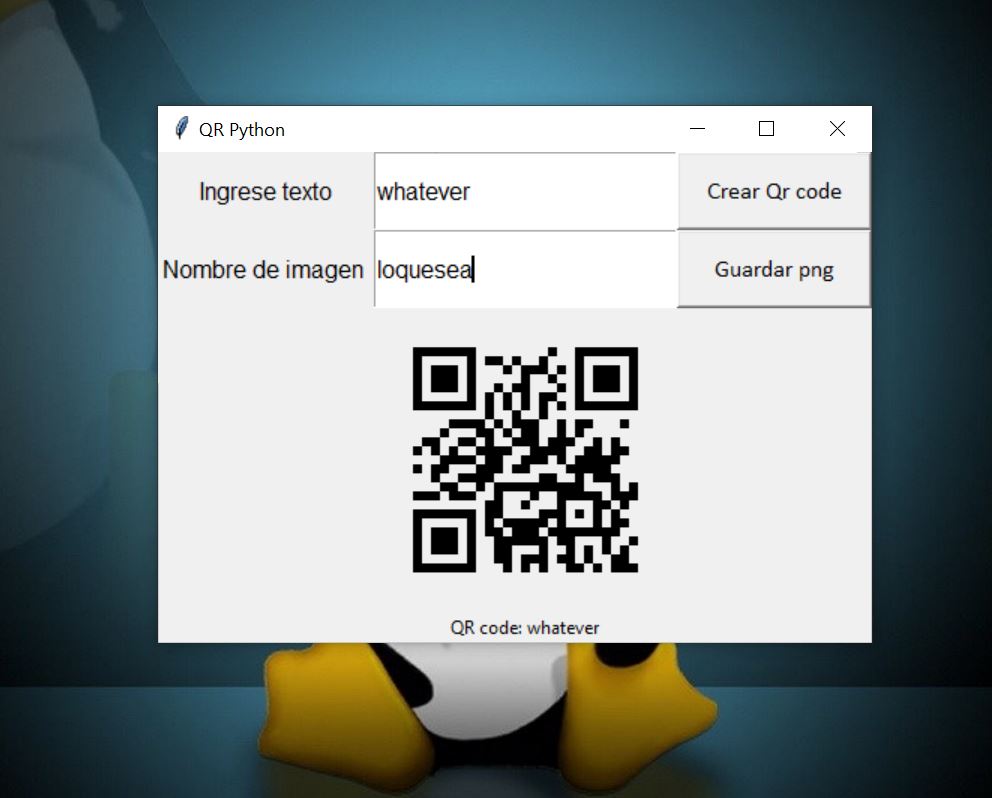 QR Python
Ingrese texto whatever Crear Qr code
Nombre de imagen loquesea Guardar png
QR code: whatever